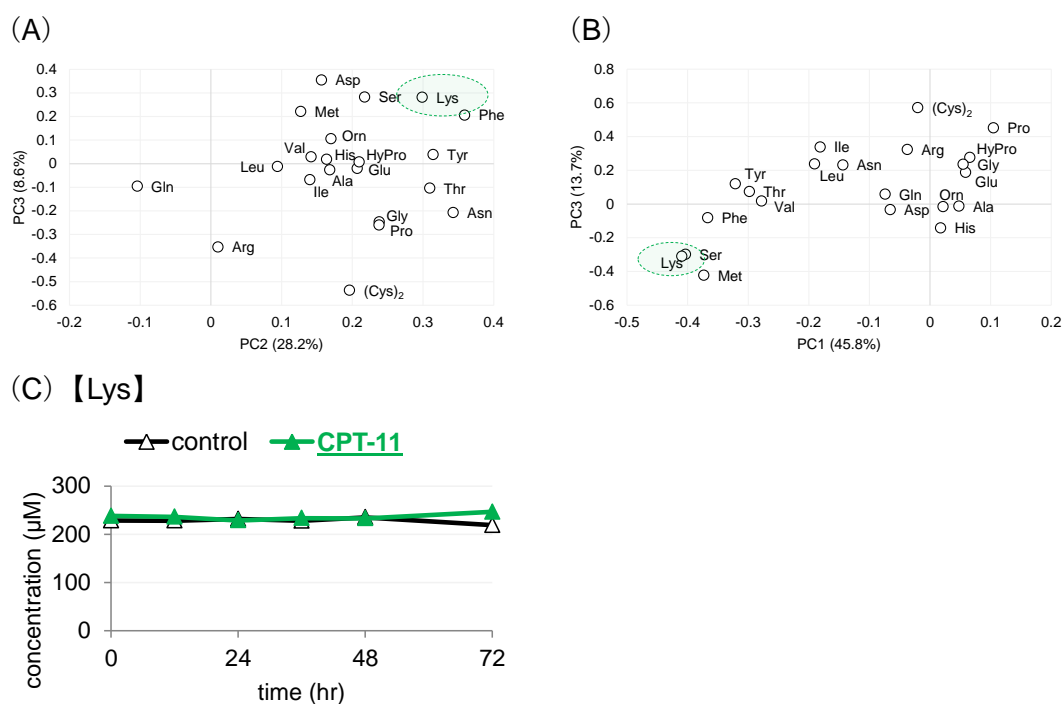 (A)
0.4
0.3
0.2
0.1
0
-0.1
-0.2
-0.3
-0.4
-0.5
-0.6
PC3 (8.6%)
Asp
Ser
Lys
Met
Phe
Orn
Val
His
HyPro
Tyr
Leu
Ala
Glu
Ile
Gln
Thr
Asn
Gly
Pro
Arg
(Cys)₂
-0.2
-0.1
0
0.1
0.2
0.3
0.4
PC2 (28.2%)
(B)
0.8
0.6
0.4
0.2
0
-0.2
-0.4
-0.6
PC3 (13.7%)
(Cys)₂
Pro
Ile
Arg
HyPro
Leu
Asn
Gly
Glu
Tyr
Thr
Val
Gln
Orn
Asp
Ala
Phe
His
Lys
Ser
Met
-0.5
-0.4
-0.3
-0.2
-0.1
0
0.1
0.2
PC1 (45.8%)
(C)【Lys】
control CPT-11
300
200
100
0
concentration (μM)
0 24 48 72
time (hr)